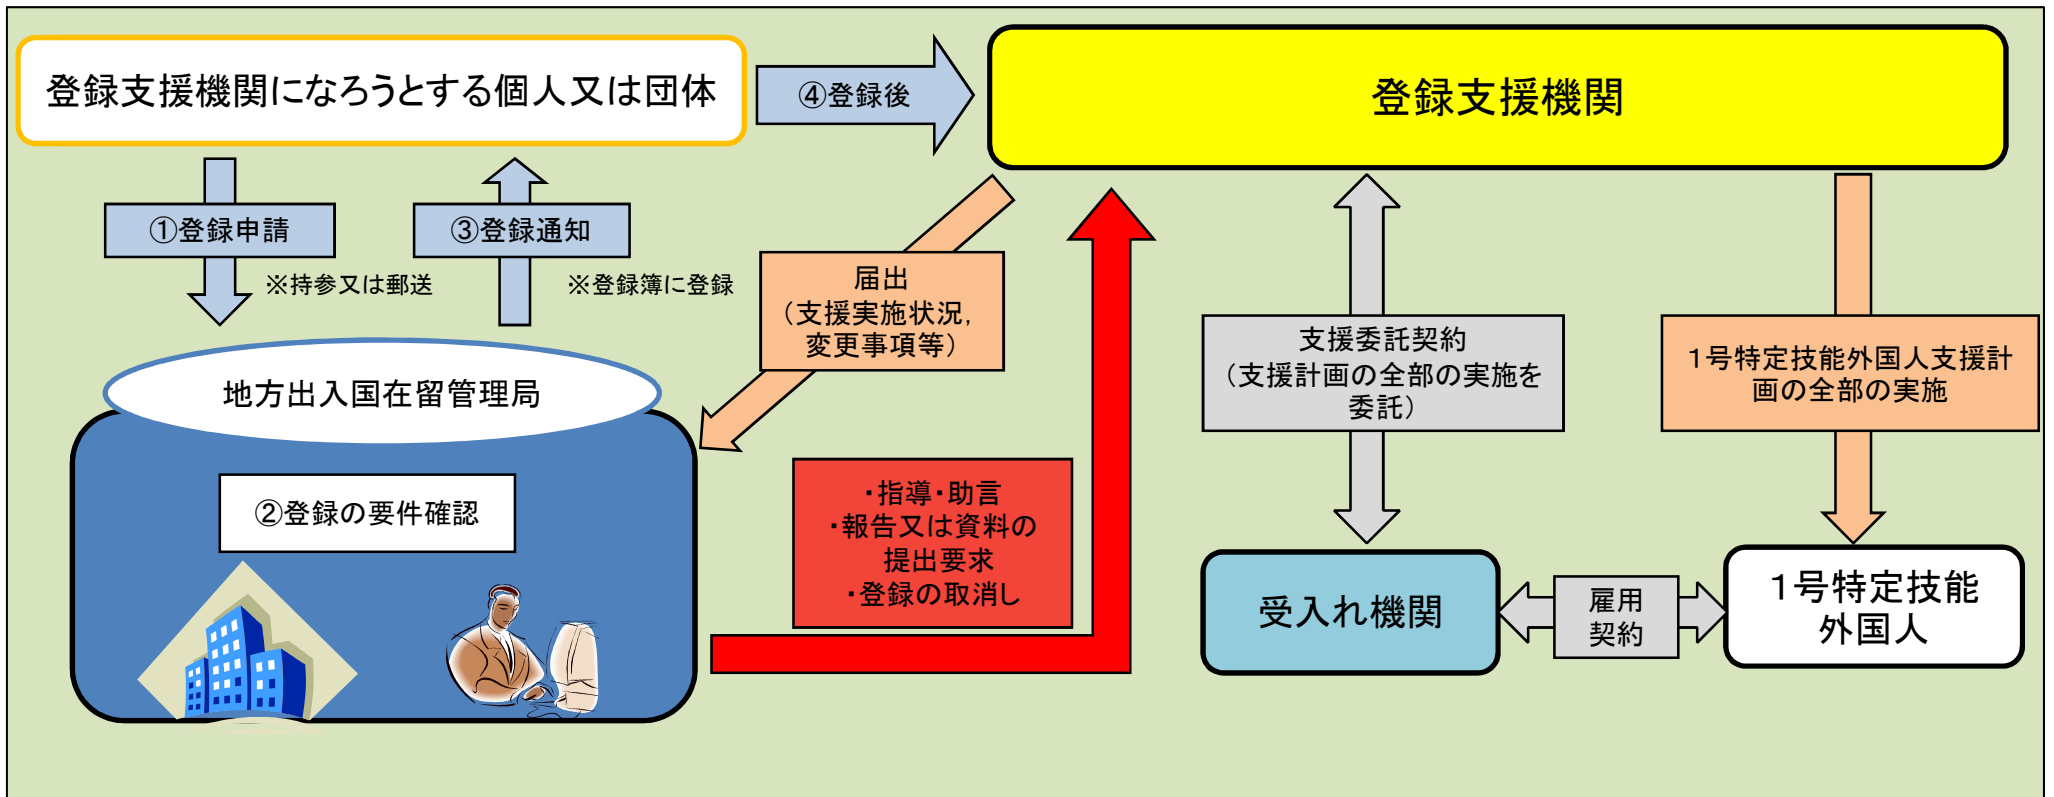 登録支援機関になろうとする個人又は団体
④登録後
登録支援機関
①登録申請
※持参又は郵送
③登録通知
※登録簿に登録
届出
（支援実施状況，
変更事項等）
地方出入国在留管理局
②登録の要件確認
・指導・助言
・報告又は資料の
提出要求
・登録の取消し
支援委託契約
（支援計画の全部の実施を
委託）
１号特定技能外国人支援計
画の全部の実施
受入れ機関
雇用
契約
１号特定技能
外国人